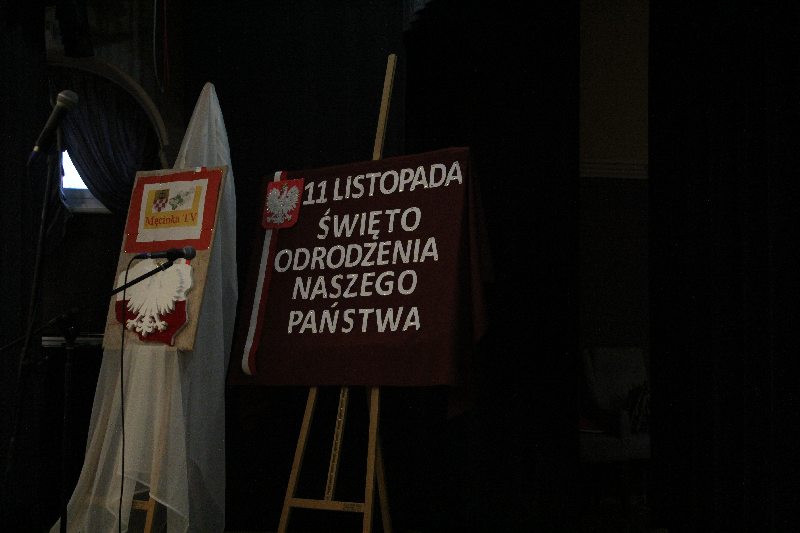 Męcinka TV
11 LISTOPADA
ŚWIĘTO
ODRODZENIA
NASZEGO
PAŃSTWA